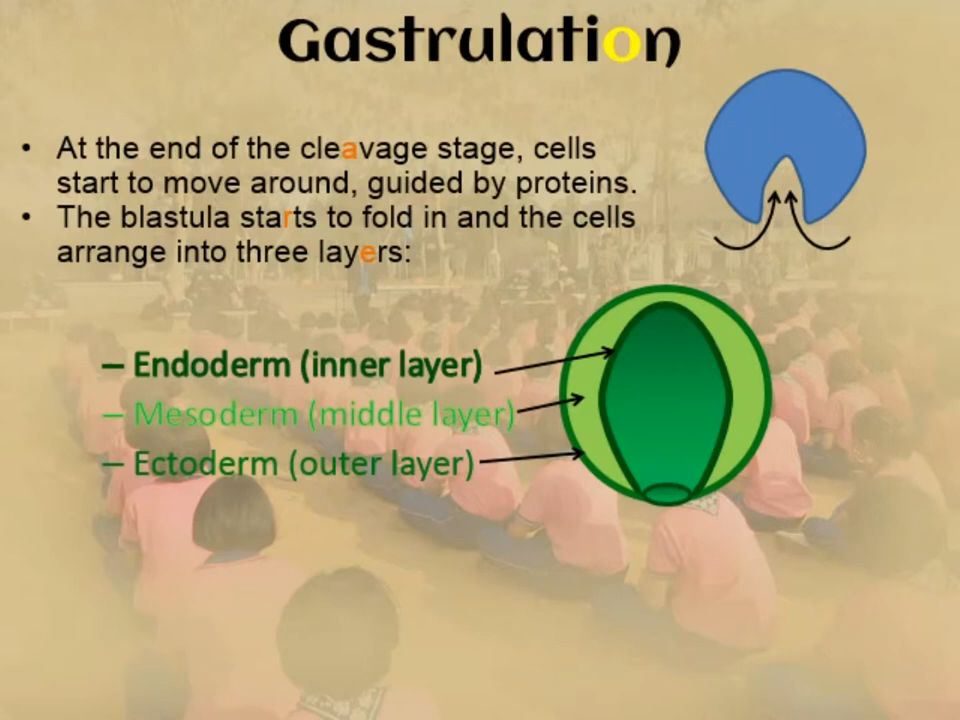 Gastrulation
• At the end of the cleavage stage, cells
start to move around, guided by proteins.
• The blastula starts to fold in and the cells
arrange into three layers:
– Endoderm (inner layer)
– Mesoderm (middle layer)
– Ectoderm (outer layer)